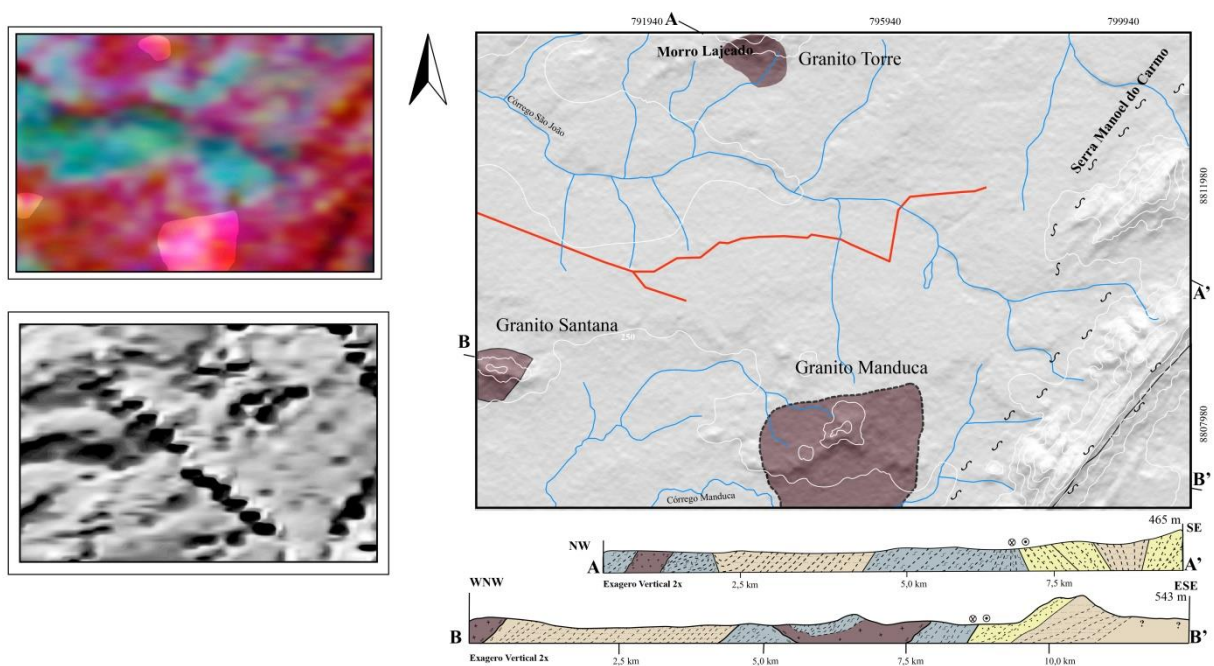 791940
795940
799940
A
Morro Lajeado
Granito Torre
Córrego São João
Serra Manoel do Carmo
8811980
A'
B
Granito Santana
250
Granito Manduca
8807980
Córrego Manduca
B'
465 m
SE
NW
A
A'
Exagero Vertical 2x
2,5 km
5,0 km
7,5 km
WNW
ESE
543 m
B
? ?
B'
Exagero Vertical 2x
2,5 km
5,0 km
7,5 km
10,0 km